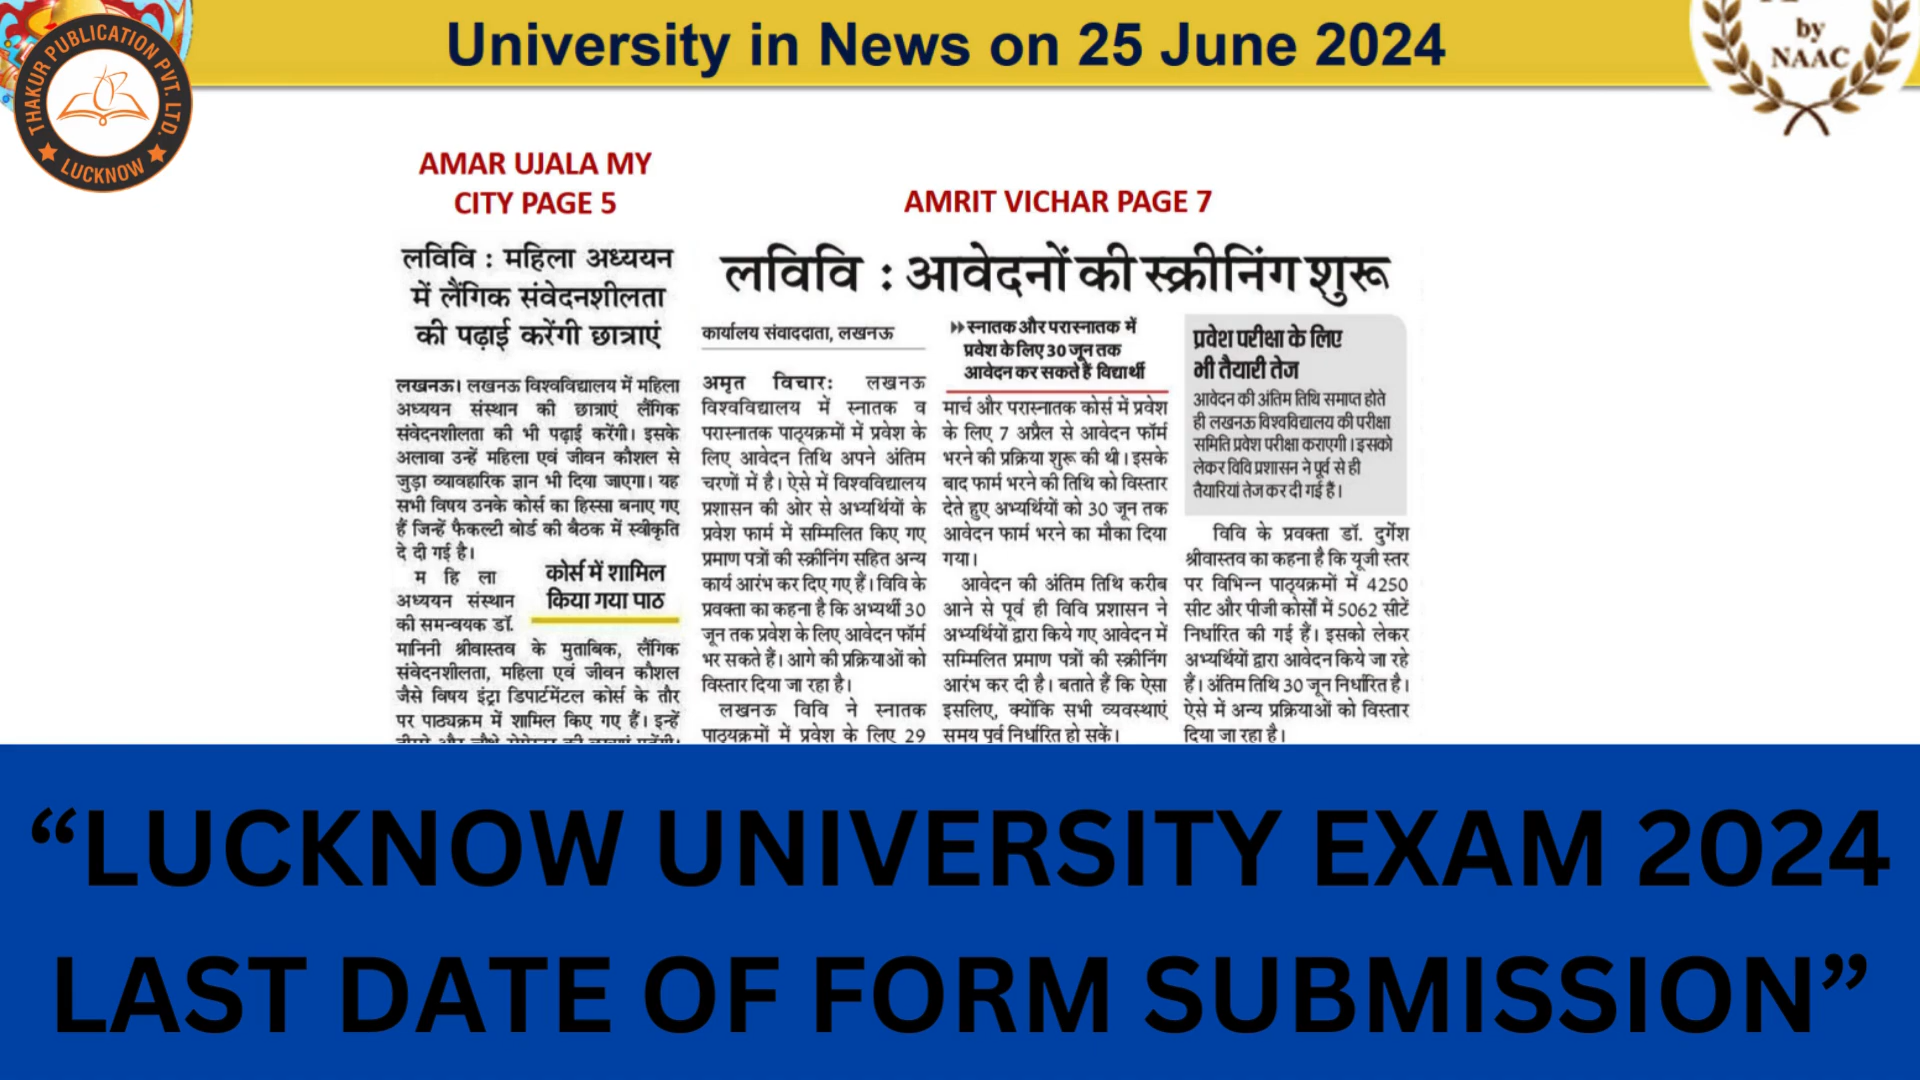 University in News on 25 June 2024
THAKUR PUBLICATION PVT. LTD.
LUCKNOW
by
NAAC
AMAR UJALA MY
CITY PAGE 5
लविवि : महिला अध्ययन
में लैंगिक संवेदनशीलता
की पढ़ाई करेंगी छात्राएं
लखनऊ। लखनऊ विश्वविद्यालय में महिला
अध्ययन संस्थान की छात्राएं लैंगिक
संवेदनशीलता की भी पढ़ाई करेंगी। इसके
अलावा उन्हें महिला एवं जीवन कौशल से
जुड़ा व्यावहारिक ज्ञान भी दिया जाएगा। यह
सभी विषय उनके कोर्स का हिस्सा बनाए गए
हैं जिन्हें फैकल्टी बोर्ड की बैठक में स्वीकृति
दे दी गई है।
कोर्स में शामिल
किया गया पाठ
महिला
अध्ययन संस्थान
की समन्वयक डॉ.
मानिनी श्रीवास्तव के मुताबिक, लैंगिक
संवेदनशीलता, महिला एवं जीवन कौशल
जैसे विषय इंट्रा डिपार्टमेंटल कोर्स के तौर
पर पाठ्यक्रम में शामिल किए गए हैं। इन्हें
AMRIT VICHAR PAGE 7
लविवि : आवेदनों की स्क्रीनिंग शुरू
कार्यालय संवाददाता, लखनऊ
अमृत विचार: लखनऊ
विश्वविद्यालय में स्नातक व
परास्नातक पाठ्यक्रमों में प्रवेश के
लिए आवेदन तिथि अपने अंतिम
चरणों में है। ऐसे में विश्वविद्यालय
प्रशासन की ओर से अभ्यर्थियों के
प्रवेश फार्म में सम्मिलित किए गए
प्रमाण पत्रों की स्क्रीनिंग सहित अन्य
कार्य आरंभ कर दिए गए हैं। विवि के
प्रवक्ता का कहना है कि अभ्यर्थी 30
जून तक प्रवेश के लिए आवेदन फॉर्म
भर सकते हैं। आगे की प्रक्रियाओं को
विस्तार दिया जा रहा है।
लखनऊ विवि ने स्नातक
पाठ्यक्रमों में प्रवेश के लिए 29
स्नातक और परास्नातक में
प्रवेश के लिए 30 जून तक
आवेदन कर सकते हैं विद्यार्थी
मार्च और परास्नातक कोर्स में प्रवेश
के लिए 7 अप्रैल से आवेदन फॉर्म
भरने की प्रक्रिया शुरू की थी। इसके
बाद फार्म भरने की तिथि को विस्तार
देते हुए अभ्यर्थियों को 30 जून तक
आवेदन फार्म भरने का मौका दिया
गया।
आवेदन की अंतिम तिथि करीब
आने से पूर्व ही विवि प्रशासन ने
अभ्यर्थियों द्वारा किये गए आवेदन में
सम्मिलित प्रमाण पत्रों की स्क्रीनिंग
आरंभ कर दी है। बताते हैं कि ऐसा
इसलिए, क्योंकि सभी व्यवस्थाएं
समय पूर्व निर्धारित हो सकें।
प्रवेश परीक्षा के लिए
भी तैयारी तेज
आवेदन की अंतिम तिथि समाप्त होते
ही लखनऊ विश्वविद्यालय की परीक्षा
समिति प्रवेश परीक्षा कराएगी। इसको
लेकर विवि प्रशासन ने पूर्व से ही
तैयारियां तेज कर दी गई हैं।
विवि के प्रवक्ता डॉ. दुर्गेश
श्रीवास्तव का कहना है कि यूजी स्तर
पर विभिन्न पाठ्यक्रमों में 4250
सीट और पीजी कोर्सों में 5062 सीटें
निर्धारित की गई हैं। इसको लेकर
अभ्यर्थियों द्वारा आवेदन किये जा रहे
हैं। अंतिम तिथि 30 जून निर्धारित है।
ऐसे में अन्य प्रक्रियाओं को विस्तार
दिया जा रहा है।
“LUCKNOW UNIVERSITY EXAM 2024
LAST DATE OF FORM SUBMISSION”